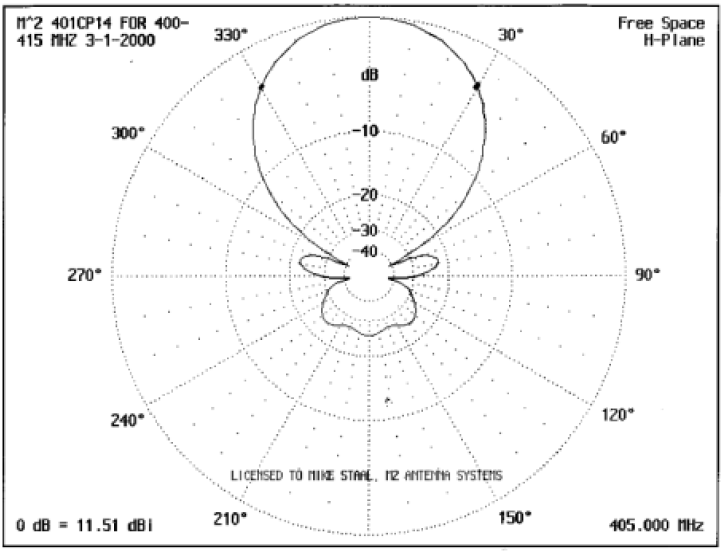 M^2 401CP14 FOR 400-
415 MHZ 3-1-2000
Free Space
H-Plane
330°
30°
dB
300°
-10
60°
-20
-30
-40
270°
90°
240°
120°
LICENSED TO MIKE STAAL, M2 ANTENNA SYSTEMS
0 dB = 11.51 dBi
210°
150°
405.000 MHz